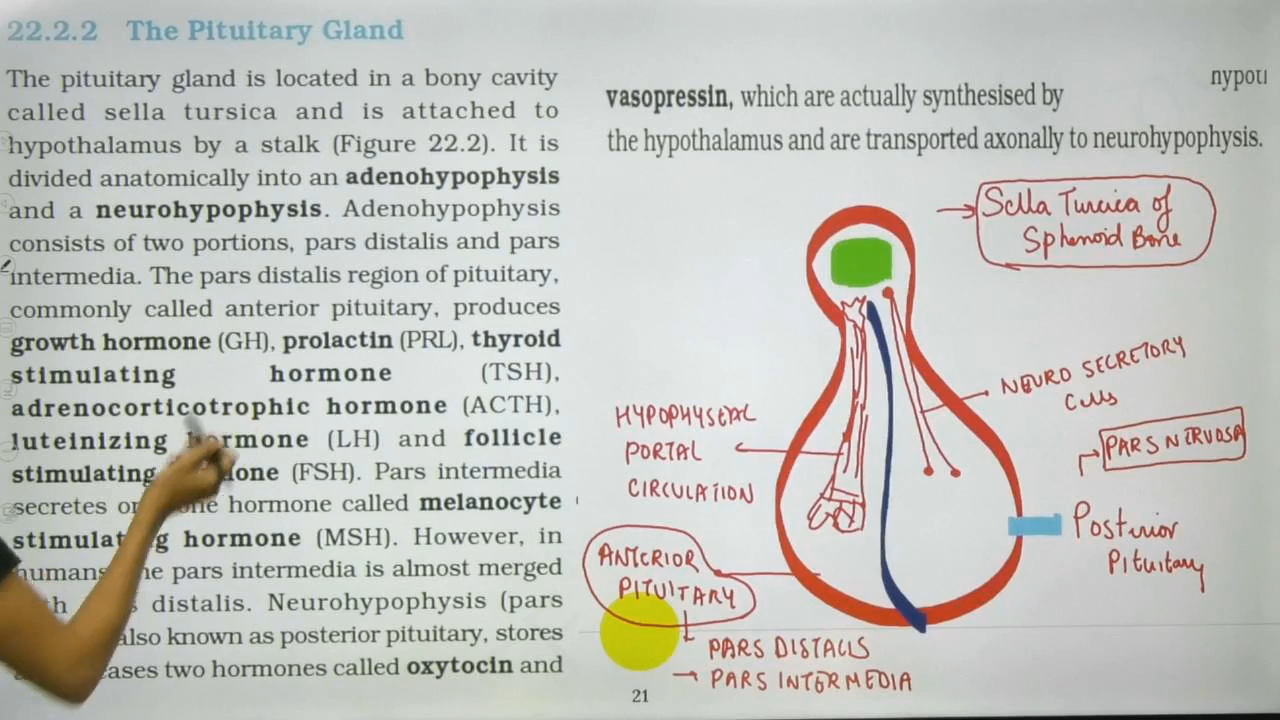 22.2.2 The Pituitary Gland
The pituitary gland is located in a bony cavity
called sella tursica and is attached to
hypothalamus by a stalk (Figure 22.2). It is
divided anatomically into an adenohypophysis
and a neurohypophysis. Adenohypophysis
consists of two portions, pars distalis and pars
intermedia. The pars distalis region of pituitary,
commonly called anterior pituitary, produces
growth hormone (GH), prolactin (PRL), thyroid
stimulating hormone (TSH),
adrenocorticotrophic hormone (ACTH),
luteinizing hormone (LH) and follicle
stimulating (FSH). Pars intermedia
secretes hormone called melanocyte
hormone (MSH). However, in
humans pars intermedia is almost merged
distalis. Neurohypophysis (pars
also known as posterior pituitary, stores
two hormones called oxytocin and
vasopressin, which are actually synthesised by
the hypothalamus and are transported axonally to neurohypophysis.
Sella Turcica of
Sphenoid Bone
NEURO SECRETORY
Cells
HYPOPHYSEAL
PORTAL
CIRCULATION
PARS NERVOSA
Posterior
Pituitary
ANTERIOR
PITUITARY
PARS DISTALIS
PARS INTERMEDIA
21